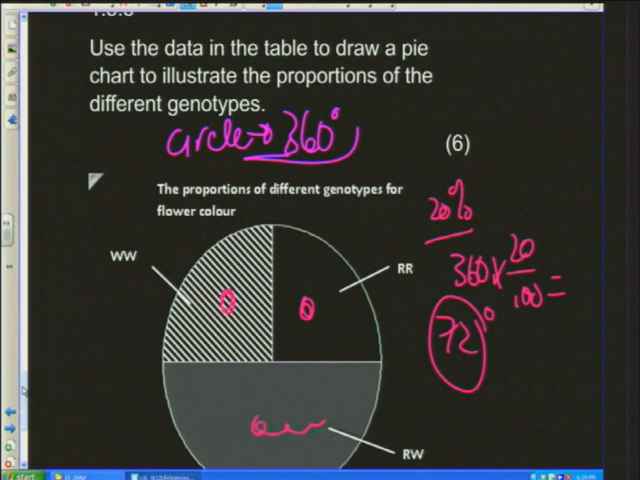 Use the data in the table to draw a pie
chart to illustrate the proportions of the
different genotypes.
circle → 360°
(6)
The proportions of different genotypes for
flower colour
20%
WW
RR
360 x 20
100 =
72°
RW
start